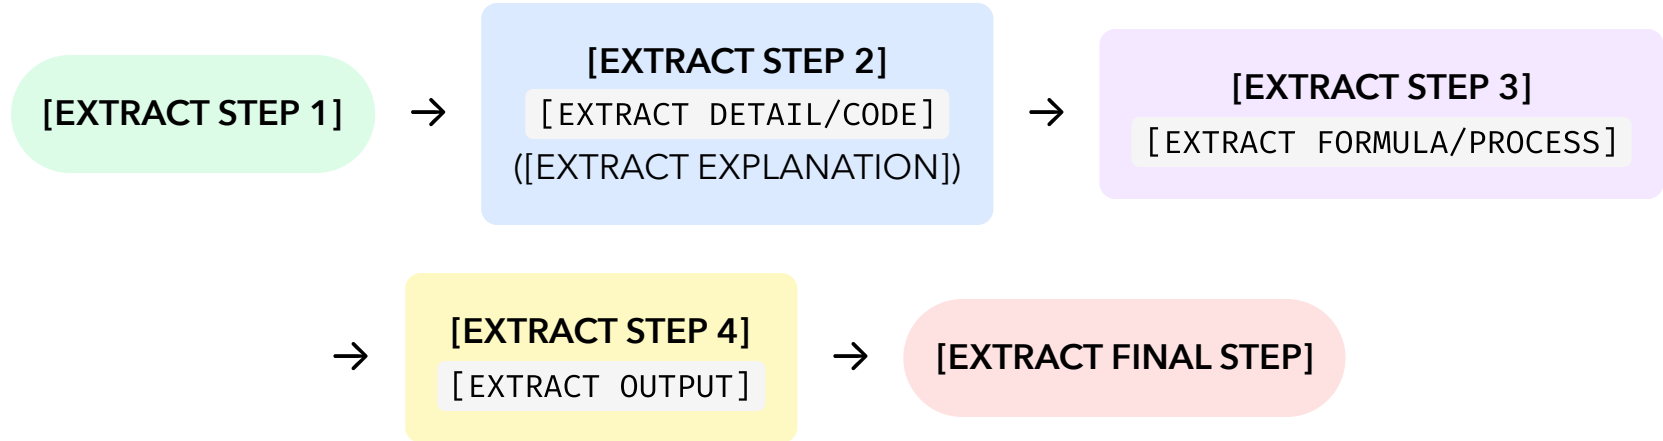 [EXTRACT STEP 1]
→
[EXTRACT STEP 2]
[EXTRACT DETAIL/CODE]
([EXTRACT EXPLANATION])
→
[EXTRACT STEP 3]
[EXTRACT FORMULA/PROCESS]
→
[EXTRACT STEP 4]
[EXTRACT OUTPUT]
→
[EXTRACT FINAL STEP]